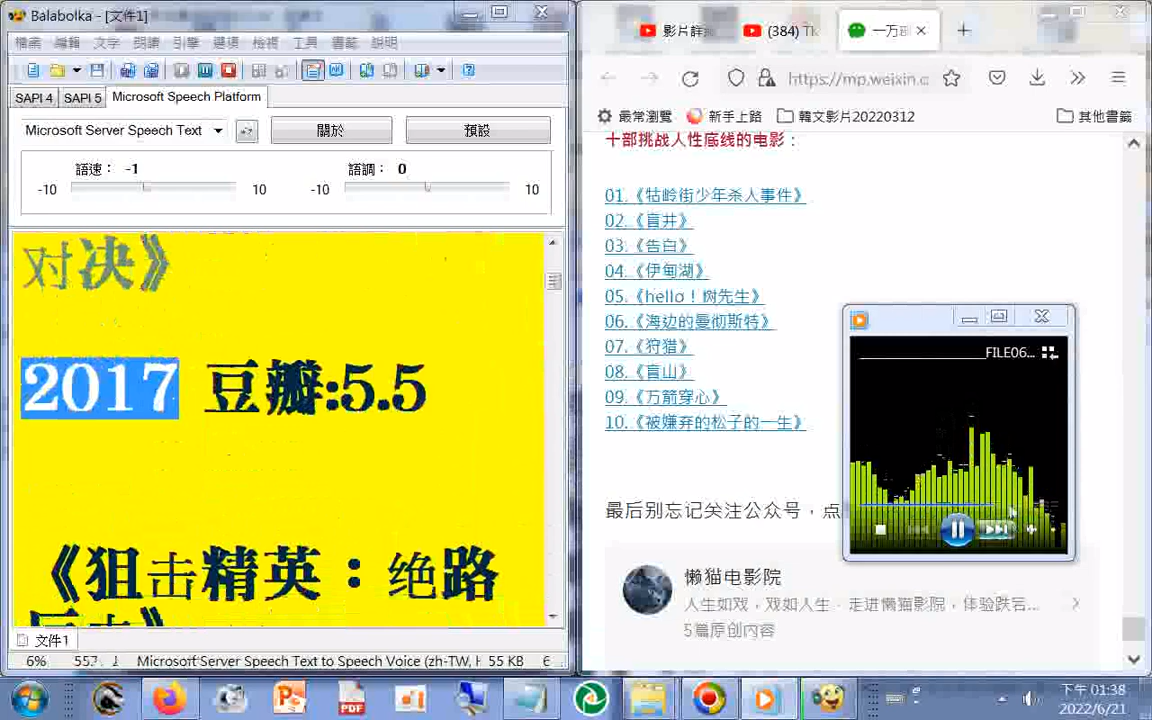 Balabolka - [文件1]
檔案 編輯 文字 朗讀 引擎 選項 檢視 工具 書籤 說明
SAPI 4 SAPI 5 Microsoft Speech Platform
Microsoft Server Speech Text
關於
預設
語速： -1
語調： 0
-10 10 -10 10
对决》
2017 豆瓣:5.5
《狙击精英：绝路
文件1
6%
Microsoft Server Speech Text to Speech Voice (zh-TW, H
55 KB
影片詳
(384) Tk
一万部
https://mp.weixin.q
最常瀏覽 新手上路 韓文影片20220312 其他書籤
十部挑战人性底线的电影：
01.《牯岭街少年杀人事件》
02.《盲井》
03.《告白》
04.《伊甸湖》
05.《hello！树先生》
06.《海边的曼彻斯特》
07.《狩猎》
08.《盲山》
09.《万箭穿心》
10.《被嫌弃的松子的一生》
FILE06...
最后别忘记关注公众号，点
懒猫电影院
人生如戏，戏如人生。走进懒猫影院，体验跌宕...
5篇原创内容
下午 01:38
2022/6/21